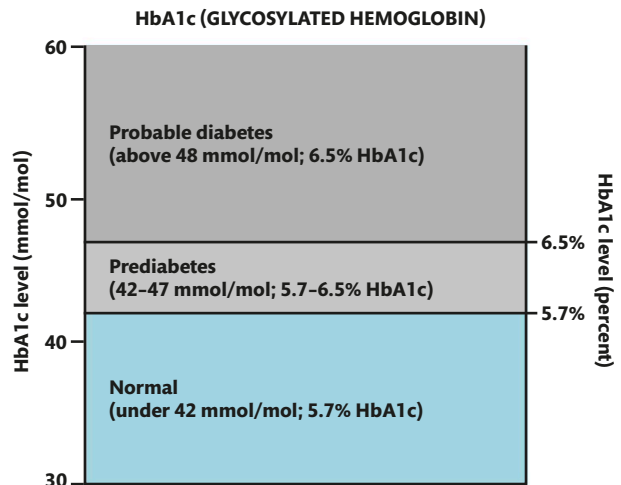 HbA1c (GLYCOSYLATED HEMOGLOBIN)
60
Probable diabetes
(above 48 mmol/mol; 6.5% HbA1c)
50
6.5%
Prediabetes
(42–47 mmol/mol; 5.7–6.5% HbA1c)
5.7%
40
Normal
(under 42 mmol/mol; 5.7% HbA1c)
30
HbA1c level (mmol/mol)
HbA1c level (percent)